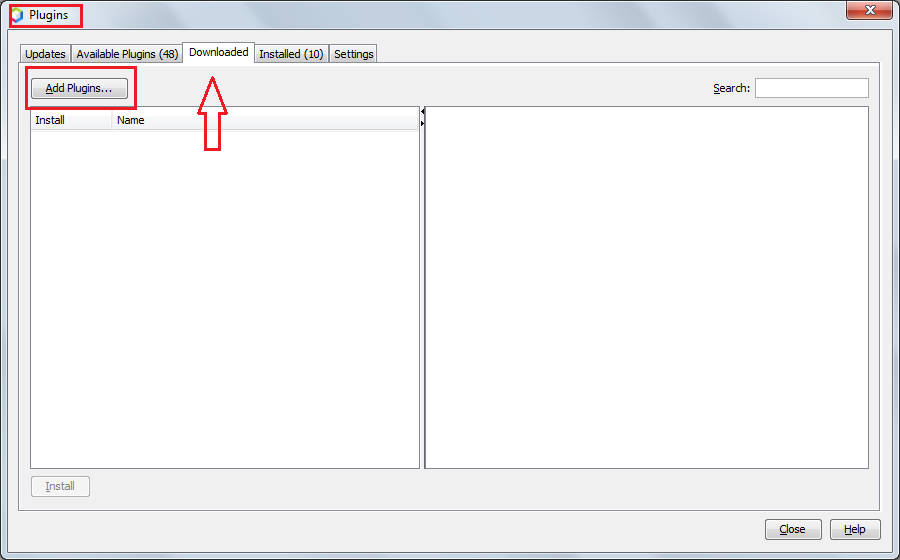 Plugins
Updates Available Plugins (48) Downloaded Installed (10) Settings
Add Plugins... Search:
Install Name
Install
Close Help